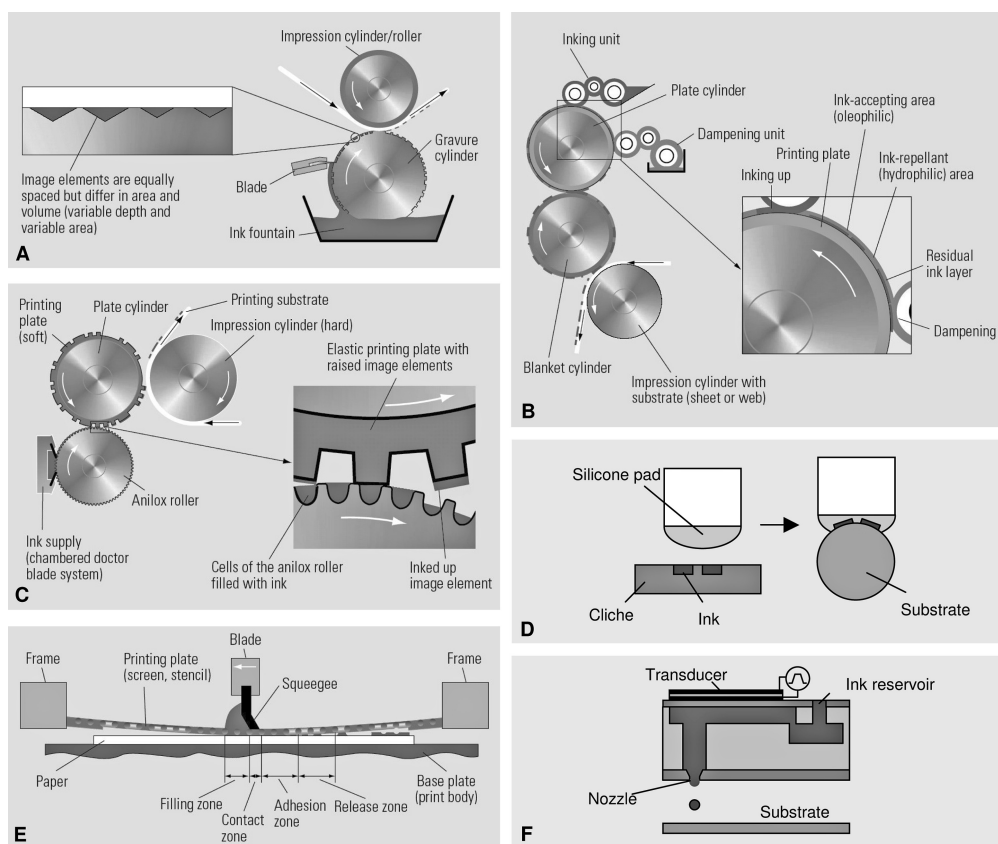 Impression cylinder/roller
Gravure
cylinder
Blade
Ink fountain
Image elements are equally
spaced but differ in area and
volume (variable depth and
variable area)
A
Inking unit
Plate cylinder
Dampening unit
Ink-accepting area
(oleophilic)
Printing plate
Ink-repellant
(hydrophilic) area
Inking up
Residual
ink layer
Dampening
Blanket cylinder
Impression cylinder with
substrate (sheet or web)
B
Printing
plate
(soft)
Plate cylinder
Printing substrate
Impression cylinder (hard)
Elastic printing plate with
raised image elements
Anilox roller
Ink supply
(chambered doctor
blade system)
Cells of the anilox roller
filled with ink
Inked up
image element
C
Silicone pad
Cliche
Ink
Substrate
D
Frame
Printing plate
(screen, stencil)
Blade
Squeegee
Frame
Paper
Filling zone
Contact
zone
Adhesion
zone
Release zone
Base plate
(print body)
E
Transducer
Ink reservoir
Nozzle
Substrate
F